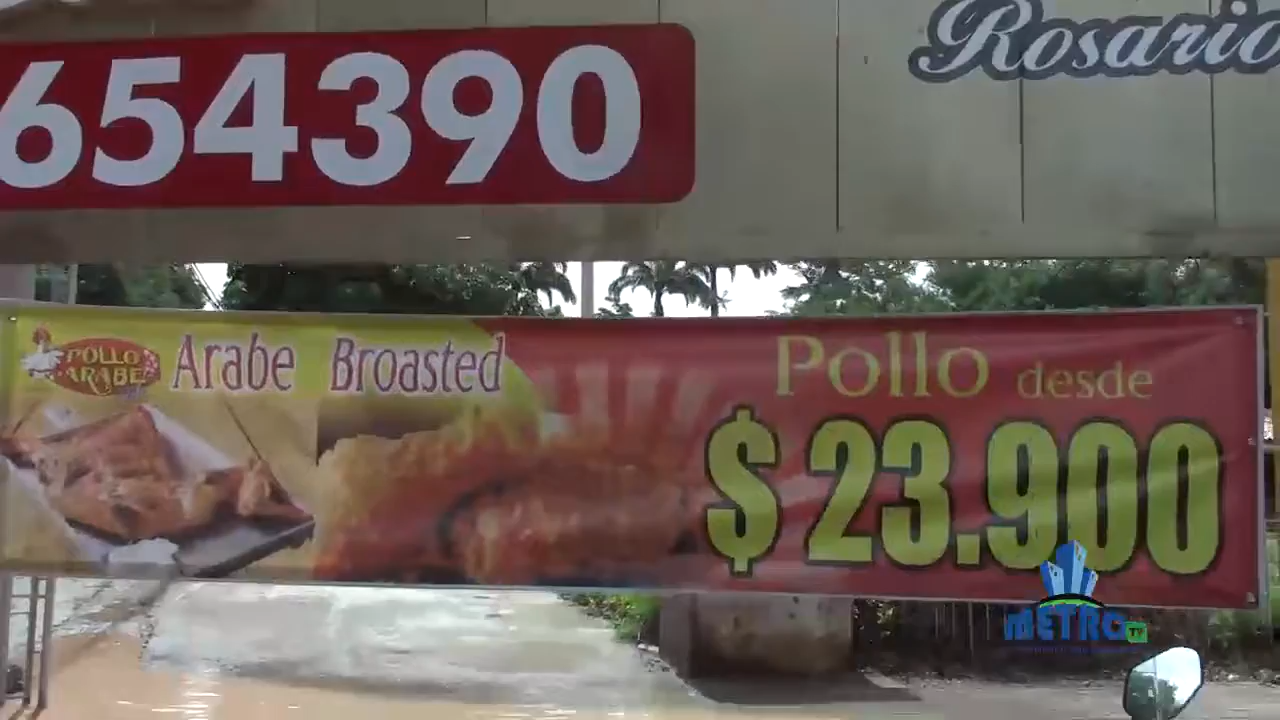 Rosario
654390
POLLO ARABE
Arabe Broasted
Pollo desde
$23.900
METRO TV